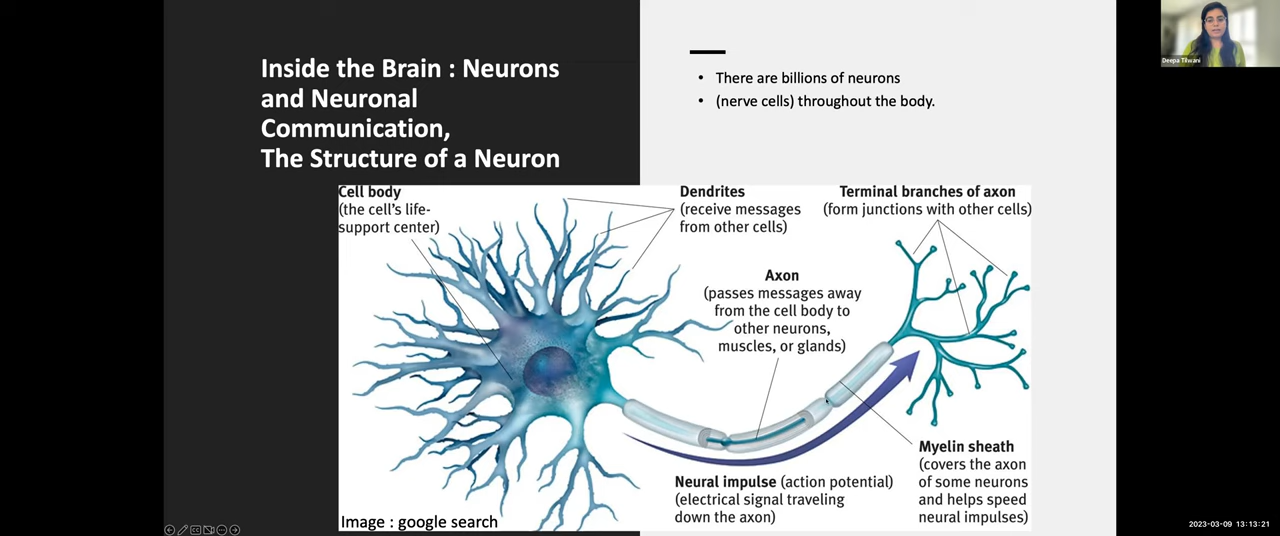 Inside the Brain : Neurons
and Neuronal
Communication,
The Structure of a Neuron
• There are billions of neurons
• (nerve cells) throughout the body.
Deepa Tilwani
Cell body
(the cell's life-
support center)
Dendrites
(receive messages
from other cells)
Terminal branches of axon
(form junctions with other cells)
Axon
(passes messages away
from the cell body to
other neurons,
muscles, or glands)
Neural impulse (action potential)
(electrical signal traveling
down the axon)
Myelin sheath
(covers the axon
of some neurons
and helps speed
neural impulses)
Image : google search
2023-03-09 13:13:21